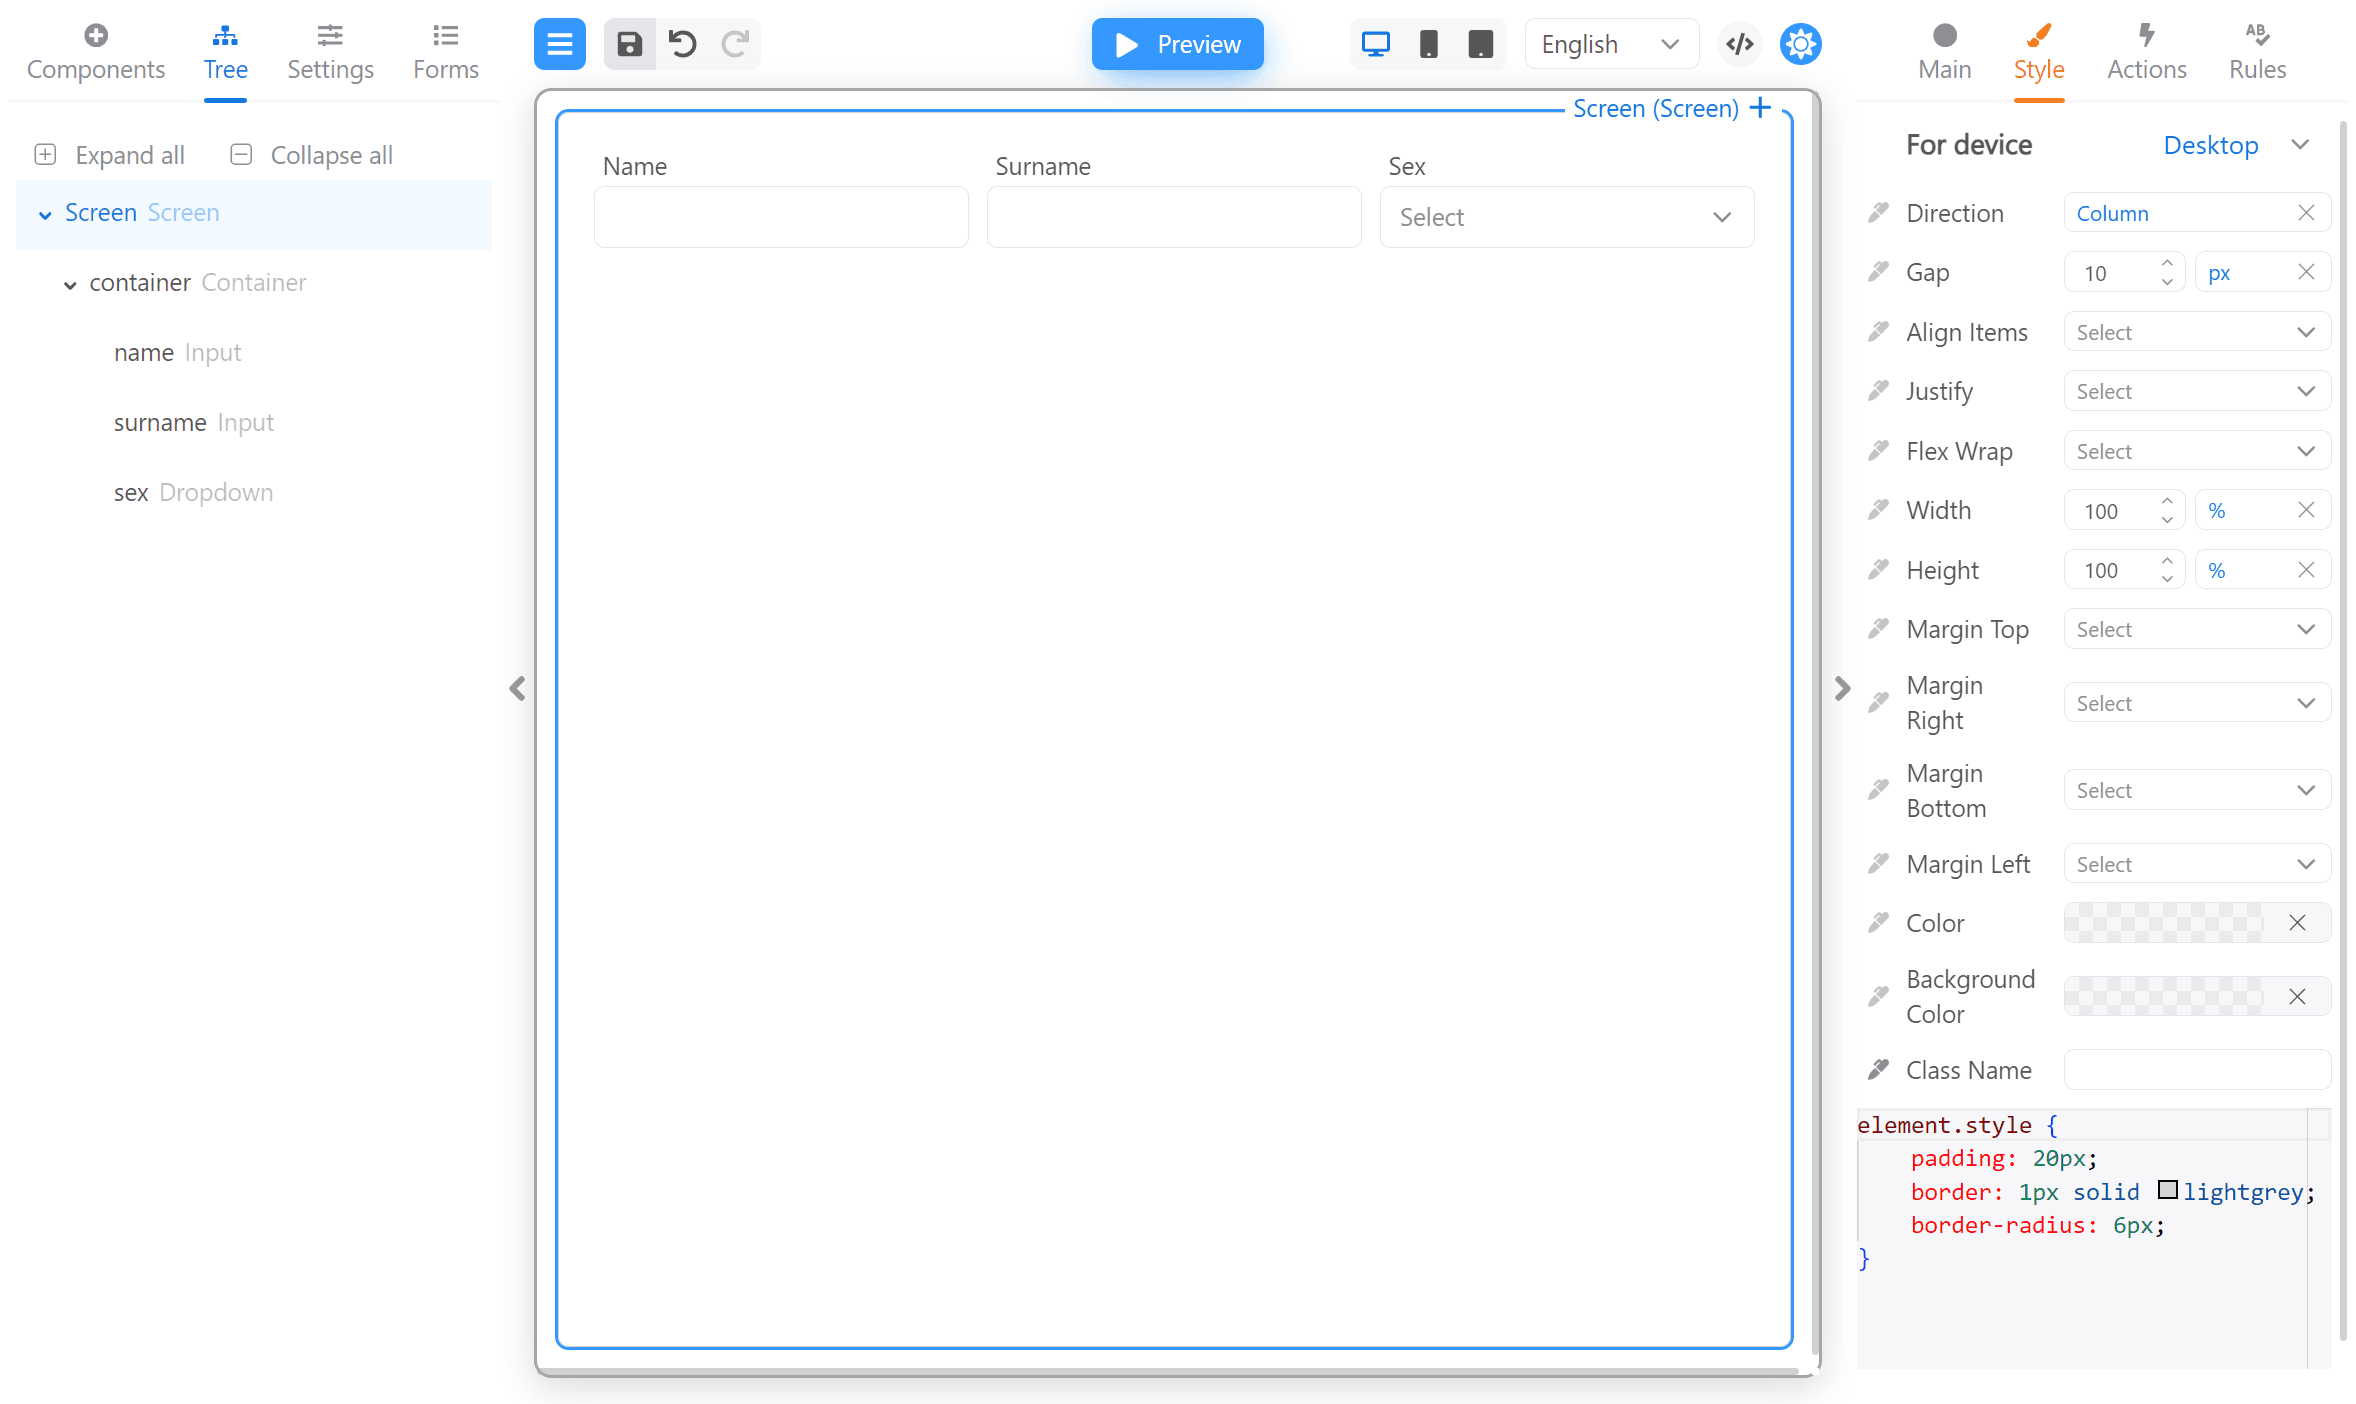 Components Tree Settings Forms
Preview
English
Main Style Actions Rules
Expand all Collapse all
Screen Screen
container Container
name Input
surname Input
sex Dropdown
Screen (Screen)
Name Surname Sex
Select
For device Desktop
Direction Column
Gap 10 px
Align Items Select
Justify Select
Flex Wrap Select
Width 100 %
Height 100 %
Margin Top Select
Margin Right Select
Margin Bottom Select
Margin Left Select
Color
Background Color
Class Name
element.style {
padding: 20px;
border: 1px solid lightgrey;
border-radius: 6px;
}